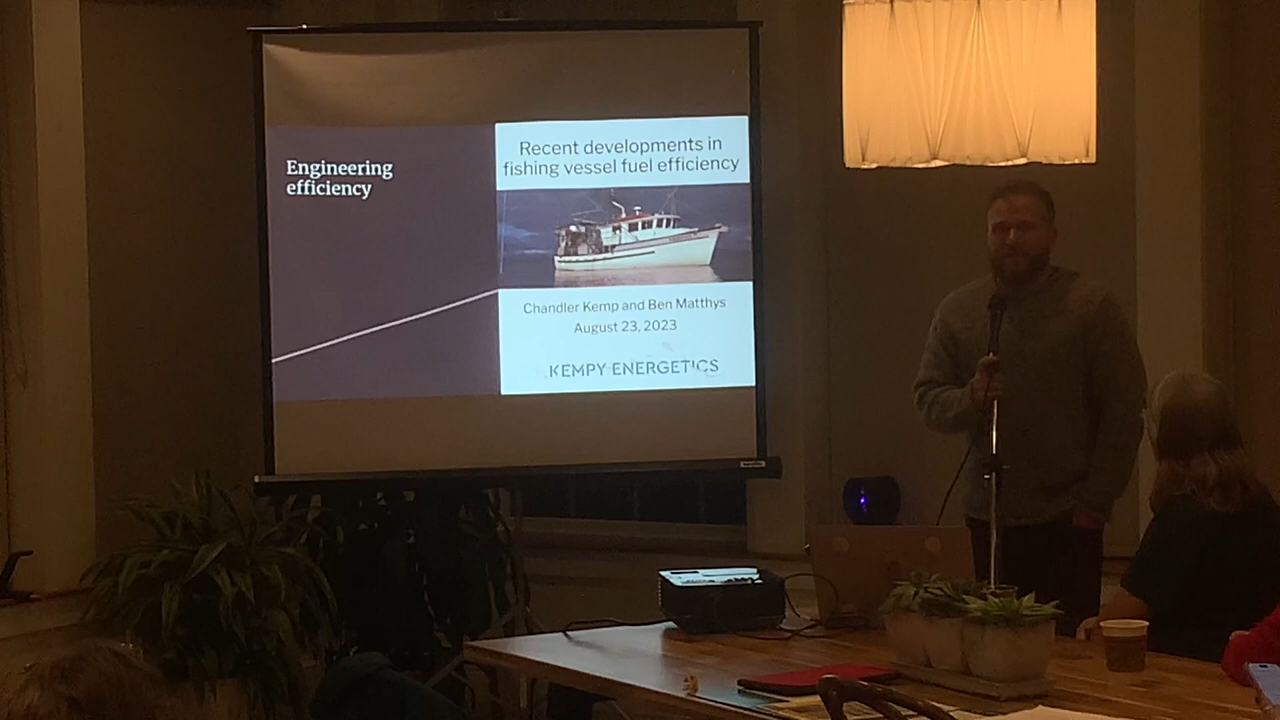 Engineering
efficiency
Recent developments in
fishing vessel fuel efficiency
Chandler Kemp and Ben Matthys
August 23, 2023
KEMPY ENERGETICS